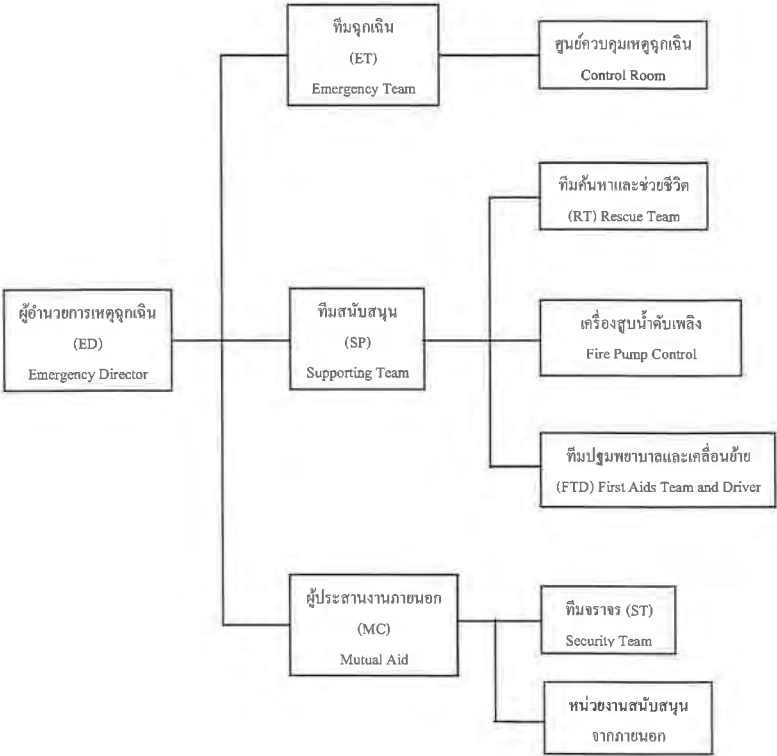 ทีมฉุกเฉิน
(ET)
Emergency Team
ศูนย์ควบคุมเหตุฉุกเฉิน
Control Room
ทีมค้นหาและช่วยชีวิต
(RT) Rescue Team
ผู้อำนวยการเหตุฉุกเฉิน
(ED)
Emergency Director
ทีมสนับสนุน
(SP)
Supporting Team
เครื่องสูบน้ำดับเพลิง
Fire Pump Control
ทีมปฐมพยาบาลและเคลื่อนย้าย
(FTD) First Aids Team and Driver
ผู้ประสานงานภายนอก
(MC)
Mutual Aid
ทีมจราจร (ST)
Security Team
หน่วยงานสนับสนุน
จากภายนอก